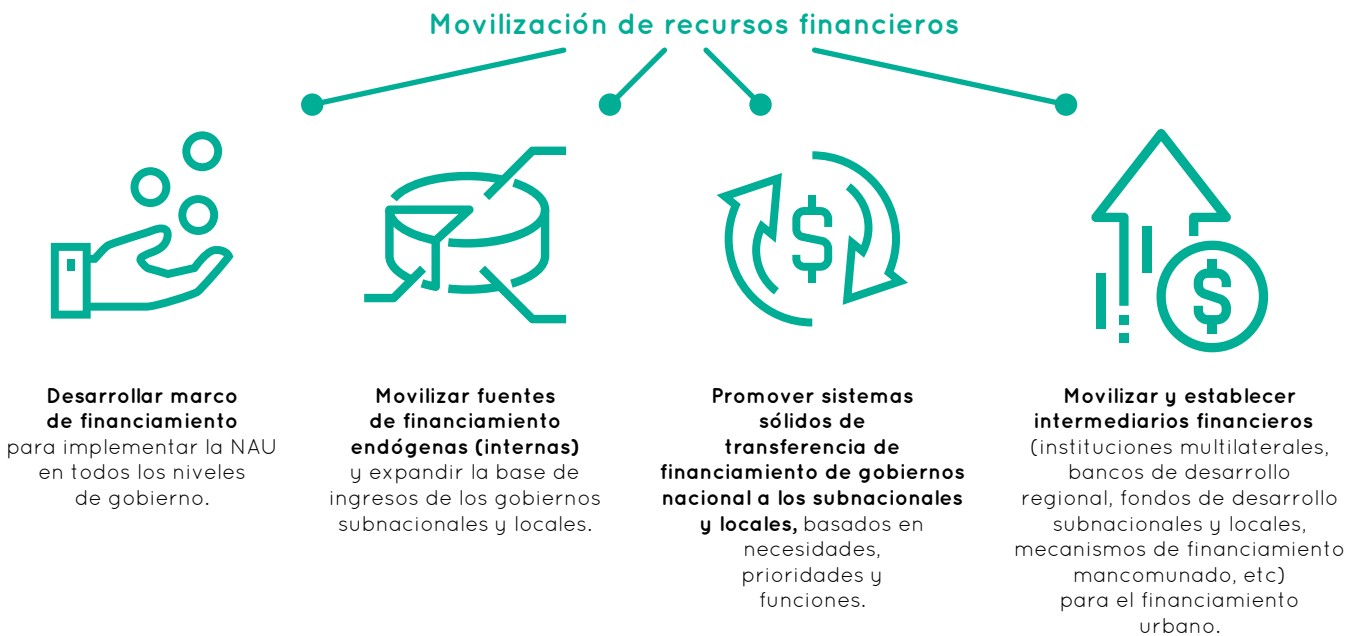 Movilización de recursos financieros
Desarrollar marco
de financiamiento
para implementar la NAU
en todos los niveles
de gobierno.
Movilizar fuentes
de financiamiento
endógenas (internas)
y expandir la base de
ingresos de los gobiernos
subnacionales y locales.
$
Promover sistemas
sólidos de
transferencia de
financiamiento de gobiernos
nacional a los subnacionales
y locales, basados en
necesidades,
prioridades y
funciones.
$
Movilizar y establecer
intermediarios financieros
(instituciones multilaterales,
bancos de desarrollo
regional, fondos de desarrollo
subnacionales y locales,
mecanismos de financiamiento
mancomunado, etc)
para el financiamiento
urbano.